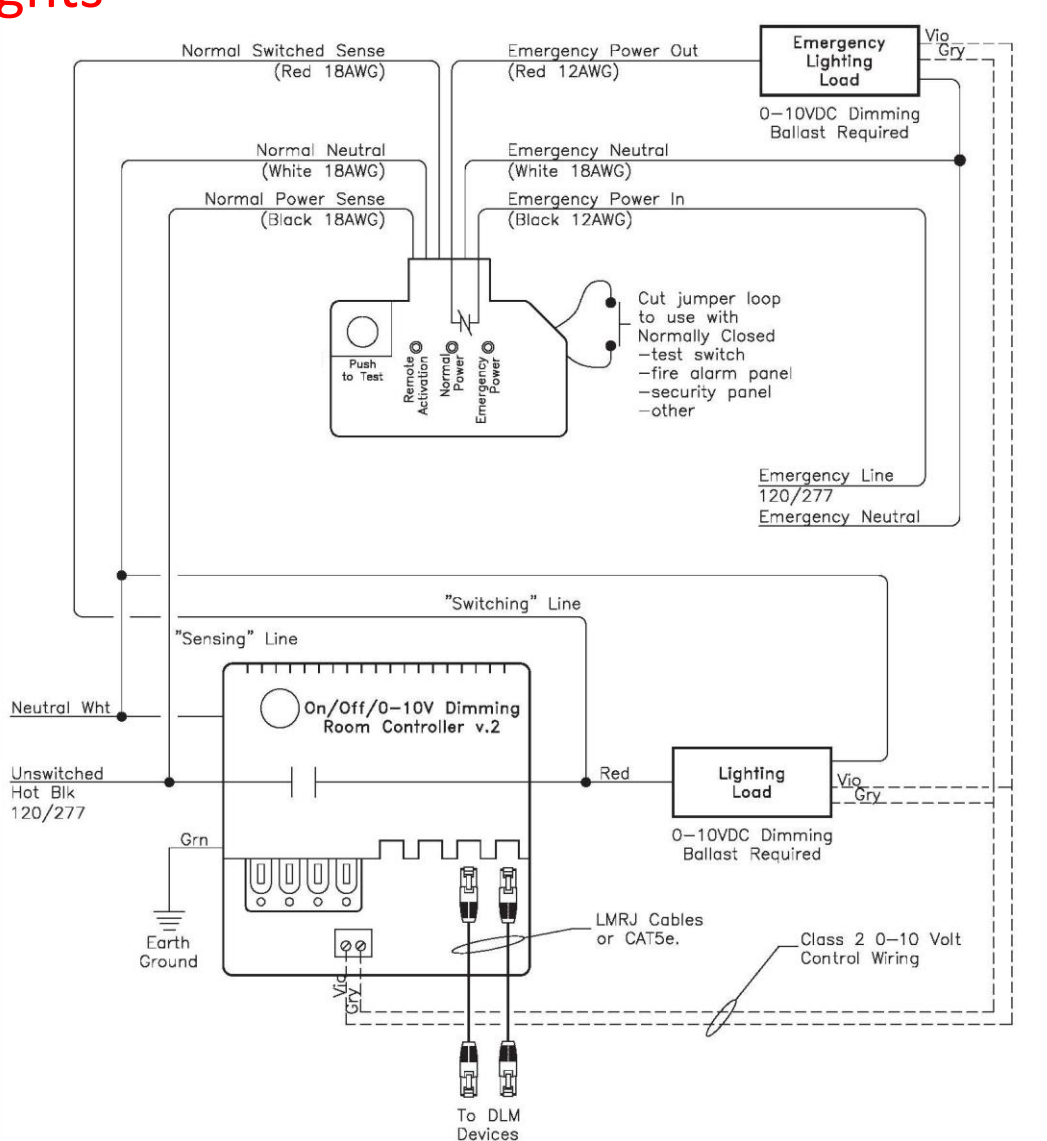 Normal Switched Sense
(Red 18AWG)
Emergency Power Out
(Red 12AWG)
Emergency
Lighting
Load
Vio
Gry
0-10VDC Dimming
Ballast Required
Normal Neutral
(White 18AWG)
Emergency Neutral
(White 18AWG)
Normal Power Sense
(Black 18AWG)
Emergency Power In
(Black 12AWG)
Push
to Test
Remote
Activation
Normal
Power
Emergency
Power
Cut jumper loop
to use with
Normally Closed
-test switch
-fire alarm panel
-security panel
-other
Emergency Line
120/277
Emergency Neutral
"Switching" Line
"Sensing" Line
Neutral Wht
On/Off/0-10V Dimming
Room Controller v.2
Unswitched
Hot Blk
120/277
Red
Lighting
Load
Vio
Gry
0-10VDC Dimming
Ballast Required
Grn
Earth
Ground
LMRJ Cables
or CAT5e.
Class 2 0-10 Volt
Control Wiring
Vio
Gry
To DLM
Devices